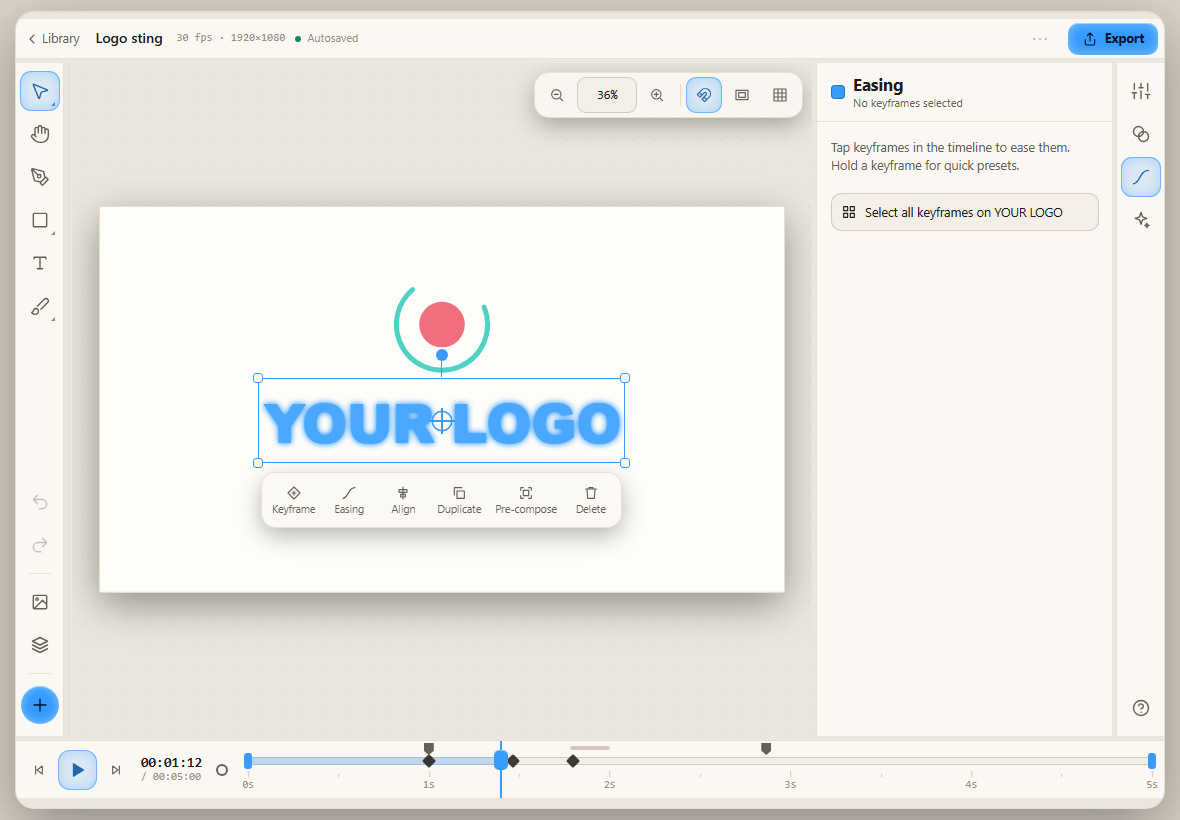 Library Logo sting 30 fps · 1920×1080 Autosaved ··· Export
36%
Easing
No keyframes selected
Tap keyframes in the timeline to ease them.
Hold a keyframe for quick presets.
Select all keyframes on YOUR LOGO
YOUR LOGO
Keyframe Easing Align Duplicate Pre-compose Delete
00:01:12
/ 00:05:00
0s 1s 2s 3s 4s 5s